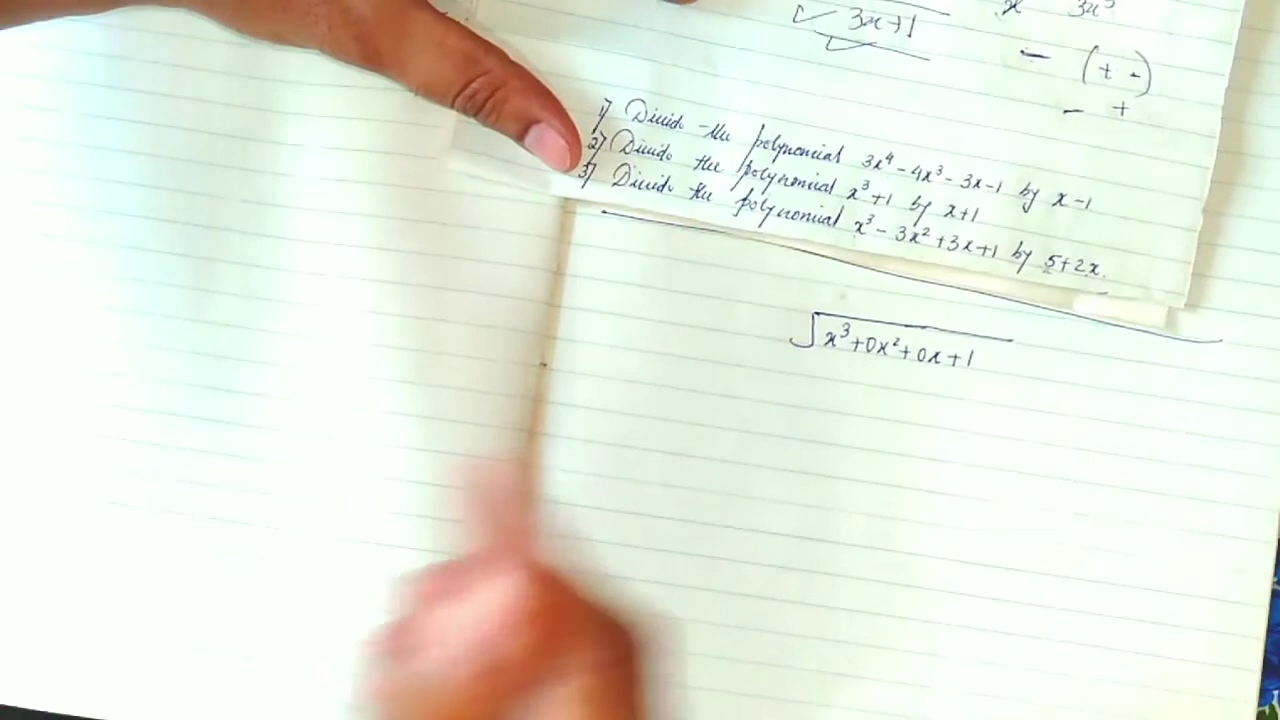 3x+1
x 3x³
- (+ -)
- +
1) Divide the polynomial 3x⁴-4x³-3x-1 by x-1
2) Divide the polynomial x³+1 by x+1
3) Divide the polynomial x³-3x²+3x+1 by 5+2x.
x³+0x²+0x+1